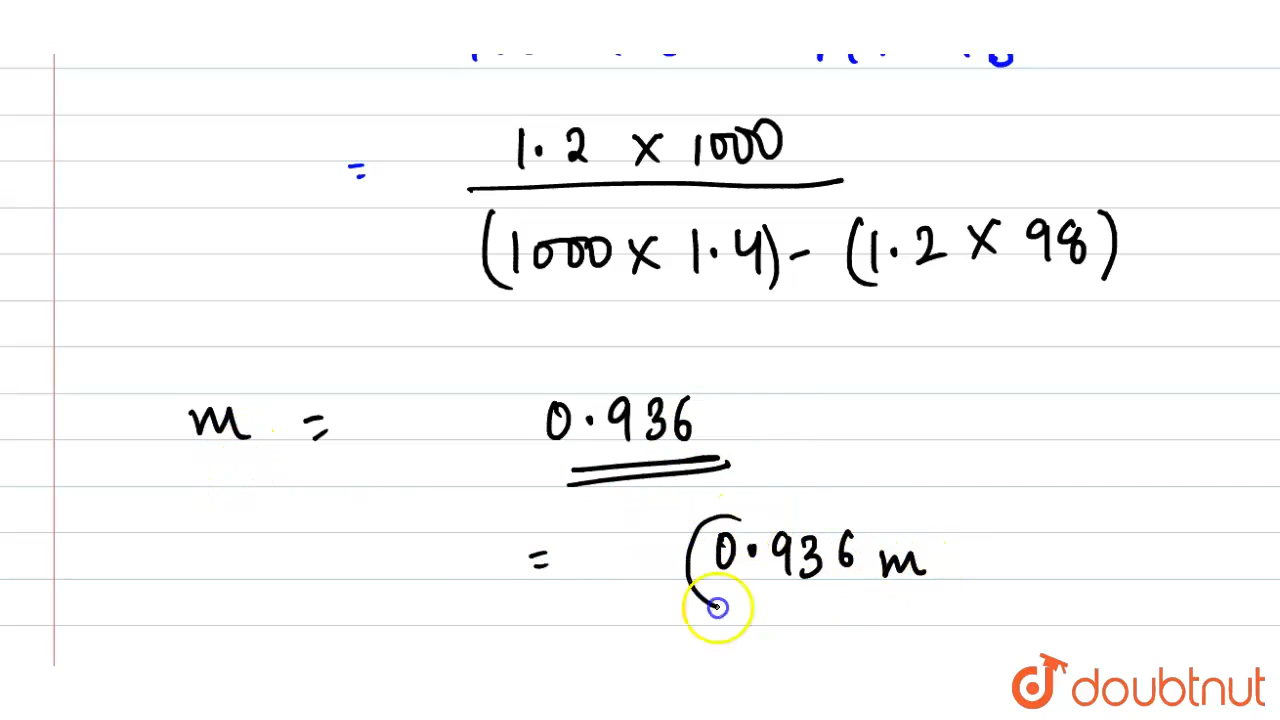 = 1.2 x 1000
(1000 x 1.4) - (1.2 x 98)
m = 0.936
= 0.936 m
doubtnut